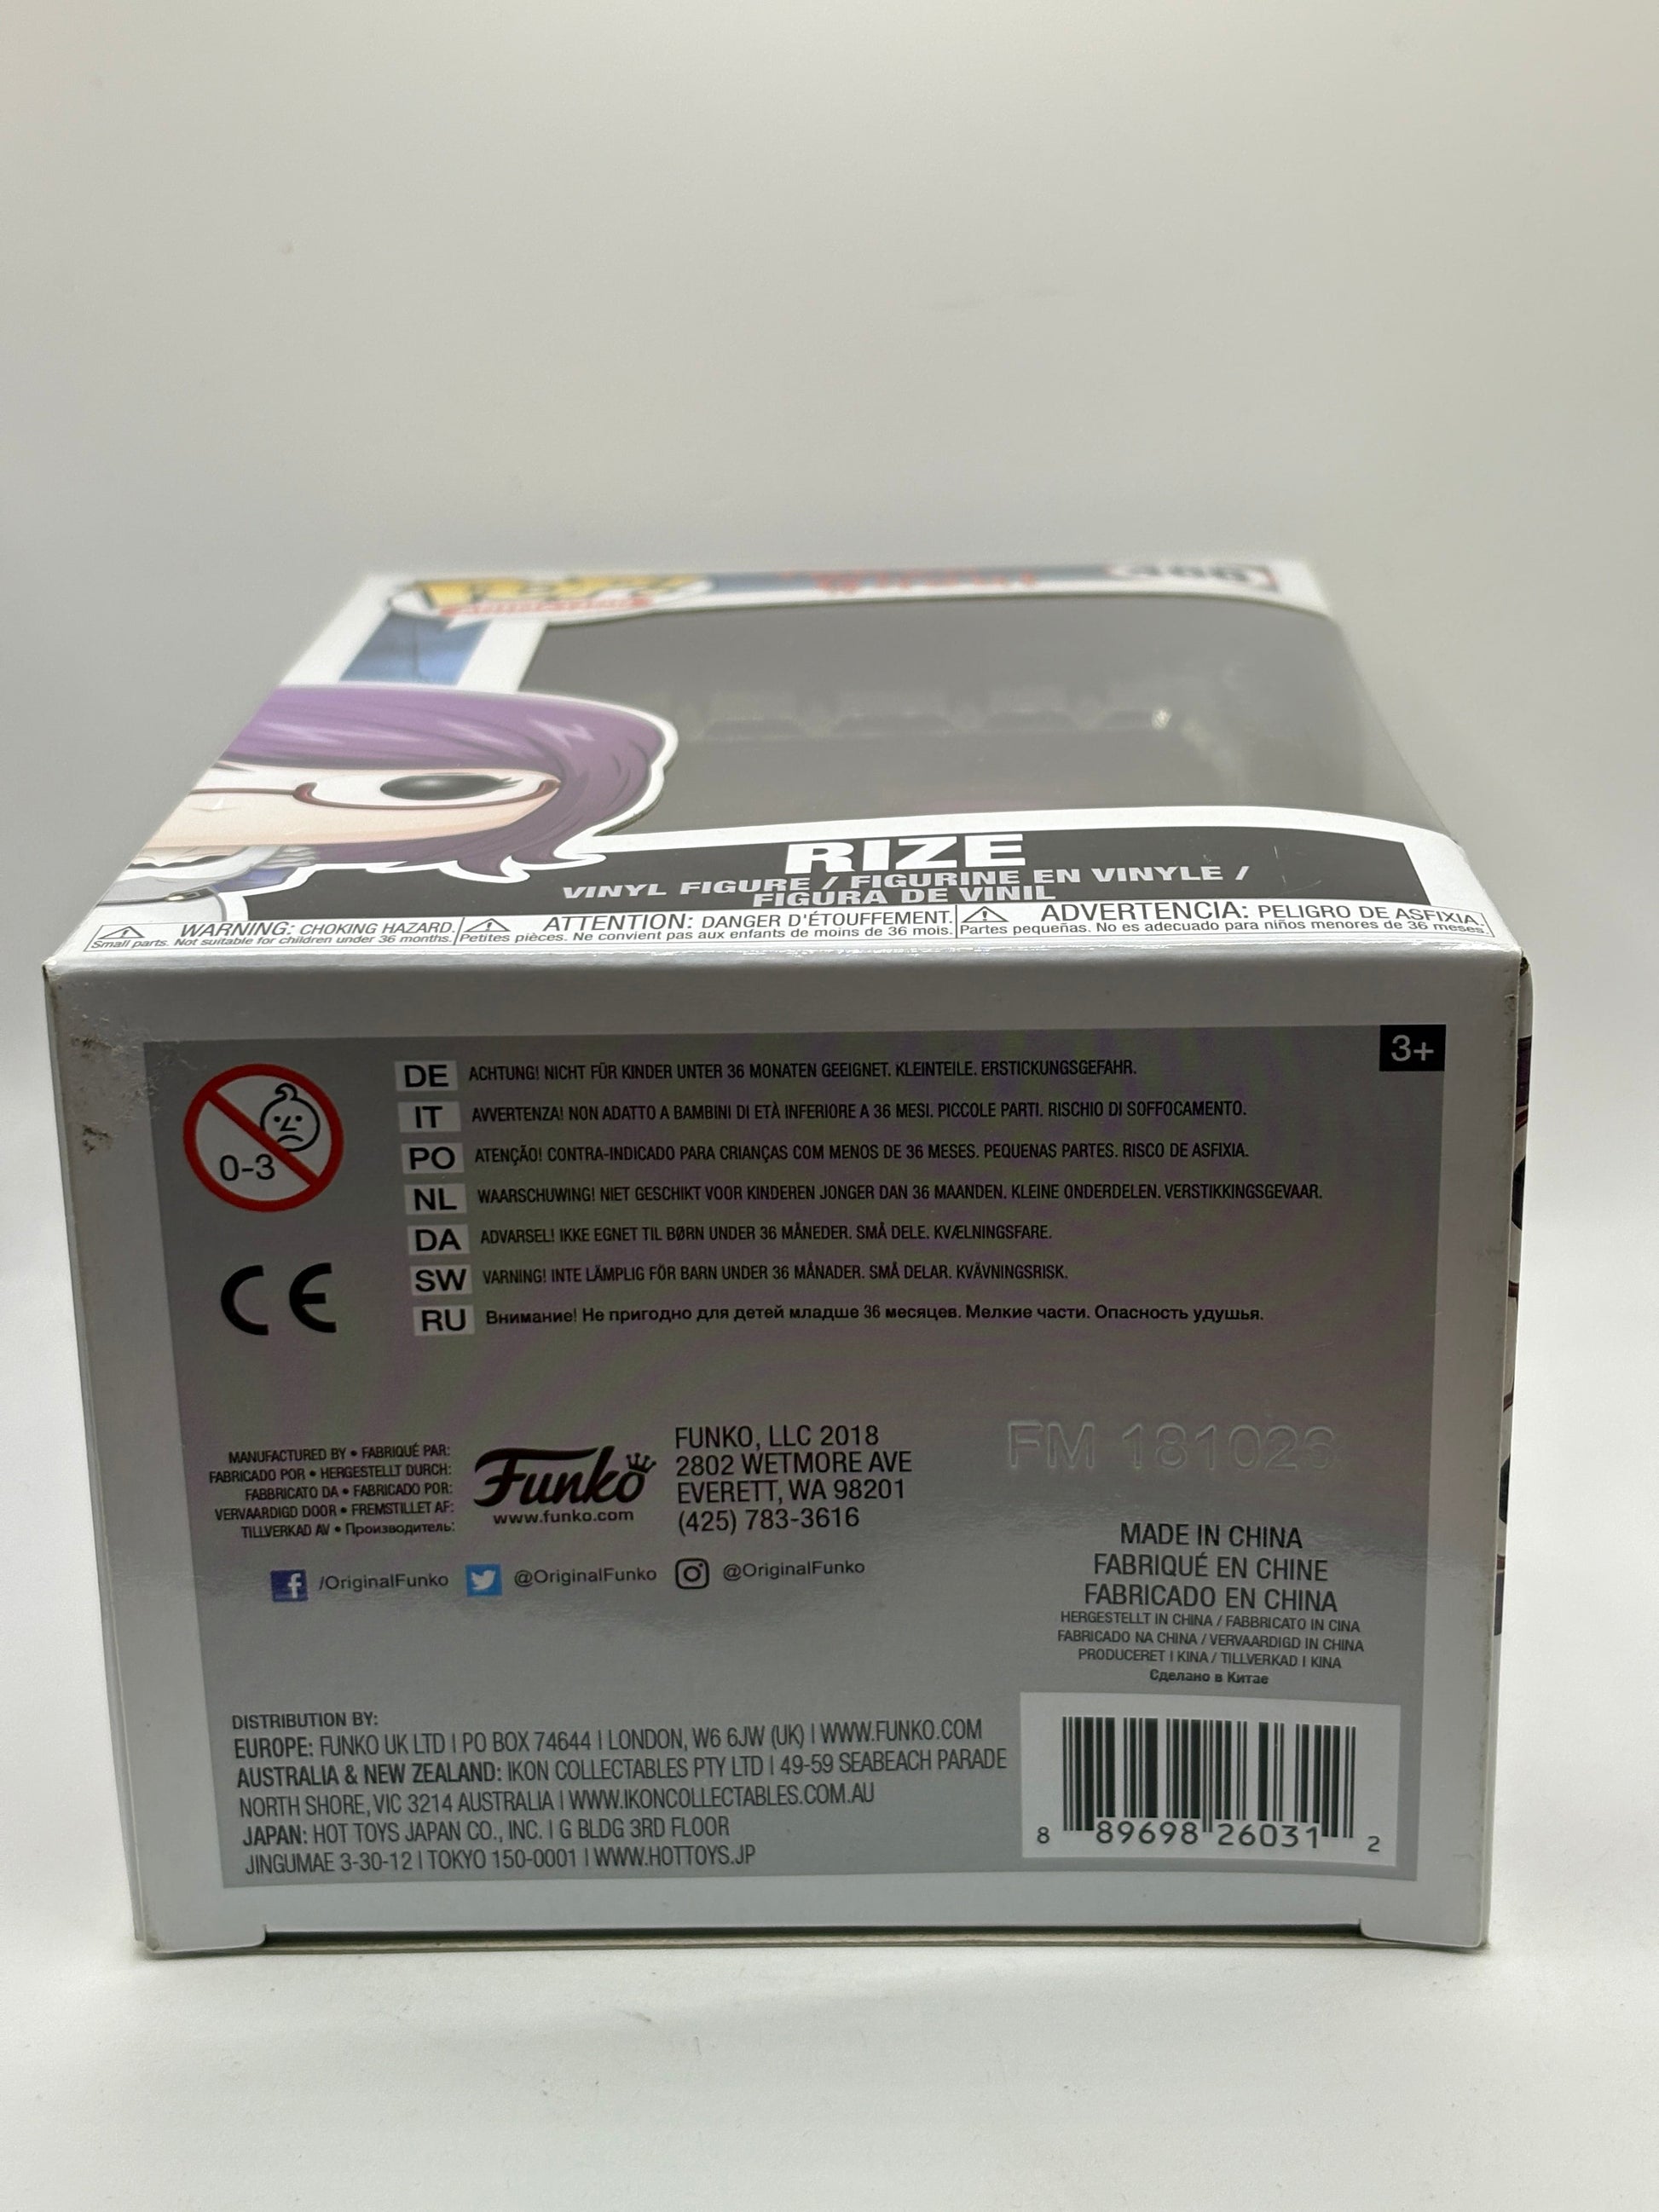 POP!
466
RIZE
VINYL FIGURE / FIGURINE EN VINYLE /
FIGURA DE VINIL
WARNING: CHOKING HAZARD.
Small parts. Not suitable for children under 36 months.
ATTENTION: DANGER D'ÉTOUFFEMENT.
Petites pièces. Ne convient pas aux enfants de moins de 36 mois.
ADVERTENCIA: PELIGRO DE ASFIXIA.
Partes pequeñas. No es adecuado para niños menores de 36 meses.
3+
0-3
CE
DE ACHTUNG! NICHT FÜR KINDER UNTER 36 MONATEN GEEIGNET. KLEINTEILE. ERSTICKUNGSGEFAHR.
IT AVVERTENZA! NON ADATTO A BAMBINI DI ETÀ INFERIORE A 36 MESI. PICCOLE PARTI. RISCHIO DI SOFFOCAMENTO.
PO ATENÇÃO! CONTRA-INDICADO PARA CRIANÇAS COM MENOS DE 36 MESES. PEQUENAS PARTES. RISCO DE ASFIXIA.
NL WAARSCHUWING! NIET GESCHIKT VOOR KINDEREN JONGER DAN 36 MAANDEN. KLEINE ONDERDELEN. VERSTIKKINGSGEVAAR.
DA ADVARSEL! IKKE EGNET TIL BØRN UNDER 36 MÅNEDER. SMÅ DELE. KVÆLNINGSFARE.
SW VARNING! INTE LÄMPLIG FÖR BARN UNDER 36 MÅNADER. SMÅ DELAR. KVÄVNINGSRISK.
RU Внимание! Не пригодно для детей младше 36 месяцев. Мелкие части. Опасность удушья.
MANUFACTURED BY • FABRIQUÉ PAR:
FABRICADO POR • HERGESTELLT DURCH:
FABBRICATO DA • FABRICADO POR:
VERVAARDIGD DOOR • FREMSTILLET AF:
TILLVERKAD AV • Производитель:
Funko
www.funko.com
FUNKO, LLC 2018
2802 WETMORE AVE
EVERETT, WA 98201
(425) 783-3616
/OriginalFunko @OriginalFunko @OriginalFunko
MADE IN CHINA
FABRIQUÉ EN CHINE
FABRICADO EN CHINA
HERGESTELLT IN CHINA / FABBRICATO IN CINA
FABRICADO NA CHINA / VERVAARDIGD IN CHINA
PRODUCERET I KINA / TILLVERKAD I KINA
Сделано в Китае
DISTRIBUTION BY:
EUROPE: FUNKO UK LTD | PO BOX 74644 | LONDON, W6 6JW (UK) | WWW.FUNKO.COM
AUSTRALIA & NEW ZEALAND: IKON COLLECTABLES PTY LTD | 49-59 SEABEACH PARADE
NORTH SHORE, VIC 3214 AUSTRALIA | WWW.IKONCOLLECTABLES.COM.AU
JAPAN: HOT TOYS JAPAN CO., INC. | G BLDG 3RD FLOOR
JINGUMAE 3-30-12 | TOKYO 150-0001 | WWW.HOTTOYS.JP
8 89698 26031 2